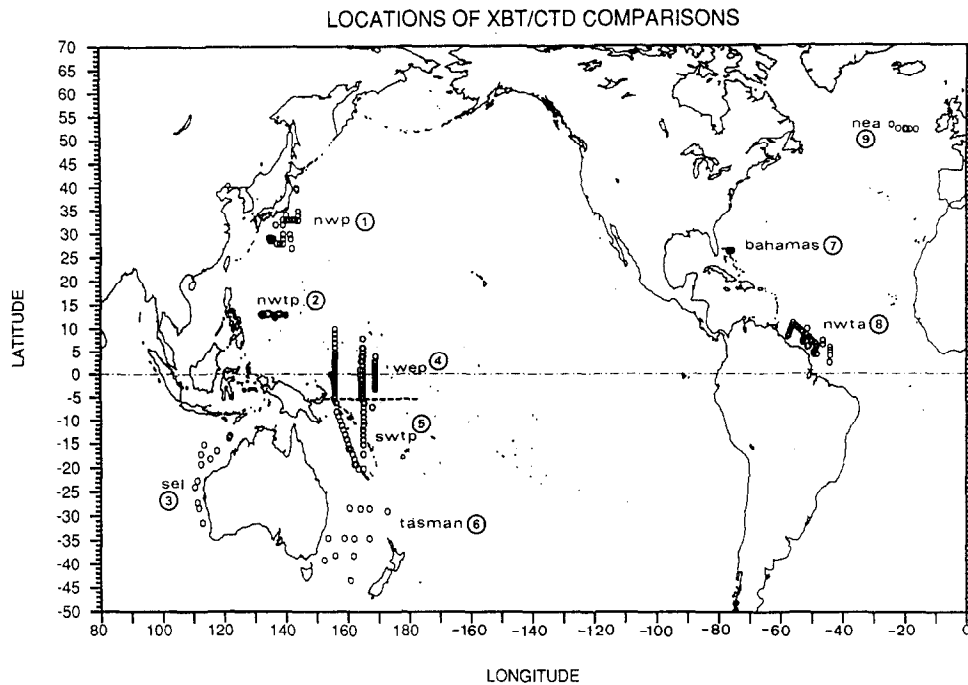 LOCATIONS OF XBT/CTD COMPARISONS
70
65
60
55
50
45
40
35
30
25
20
15
10
5
0
-5
-10
-15
-20
-25
-30
-35
-40
-45
-50
LATITUDE
nea
9
nwp 1
bahamas 7
nwtp 2
nwta 8
wep 4
swtp 5
sel
3
tasman 6
80 100 120 140 160 180 -160 -140 -120 -100 -80 -60 -40 -20 0
LONGITUDE